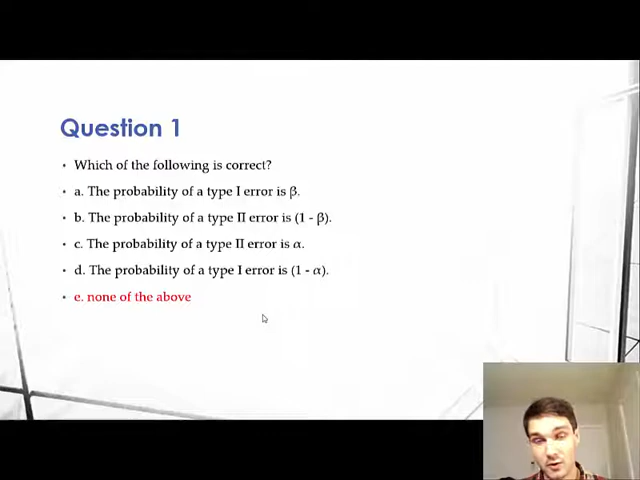 Question 1
• Which of the following is correct?
• a. The probability of a type I error is β.
• b. The probability of a type II error is (1 - β).
• c. The probability of a type II error is α.
• d. The probability of a type I error is (1 - α).
• e. none of the above